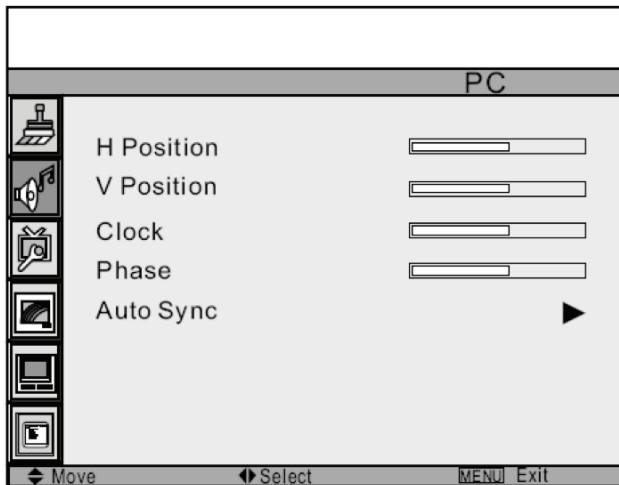 PC
H Position
V Position
Clock
Phase
Auto Sync
Move Select MENU Exit